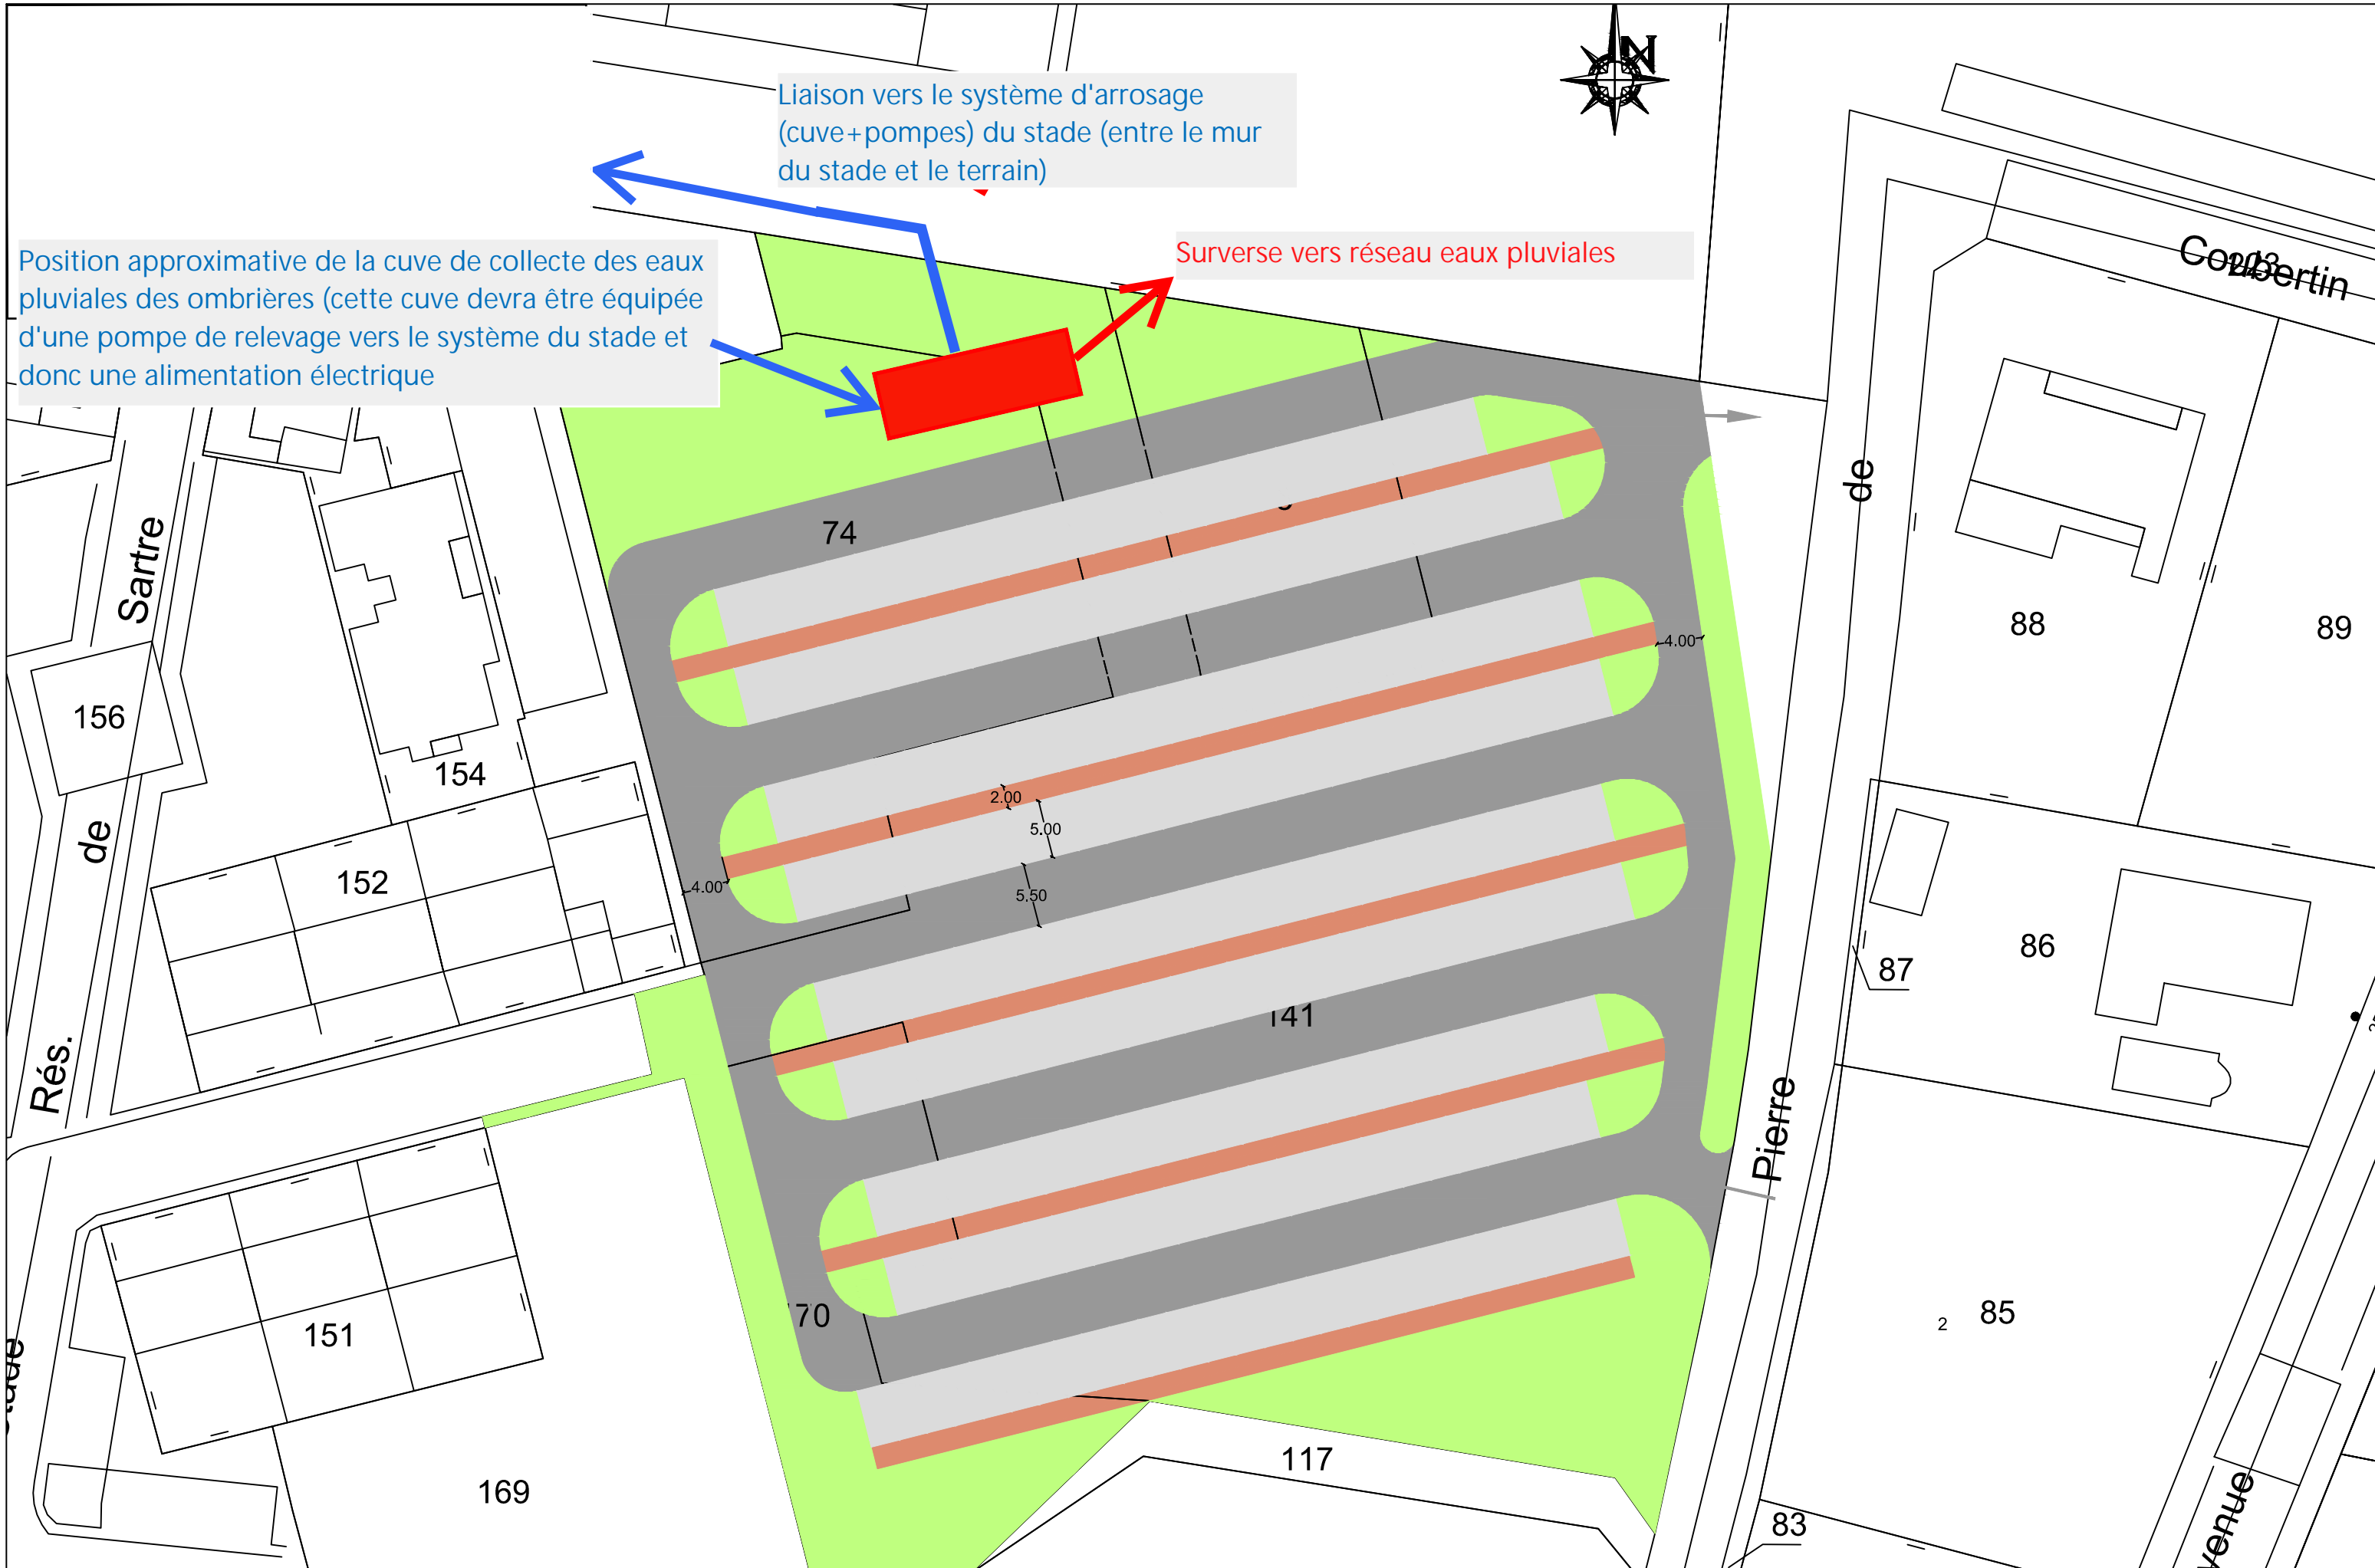 N
Liaison vers le système d'arrosage
(cuve+pompes) du stade (entre le mur
du stade et le terrain)
Surverse vers réseau eaux pluviales
Position approximative de la cuve de collecte des eaux
pluviales des ombrières (cette cuve devra être équipée
d'une pompe de relevage vers le système du stade et
donc une alimentation électrique
Coubertin
de
Pierre
Sartre
de
Rés.
74
88
89
156
154
4.00
2.00
5.00
152
4.00
5.50
87
86
141
70
151
2
85
117
169
83